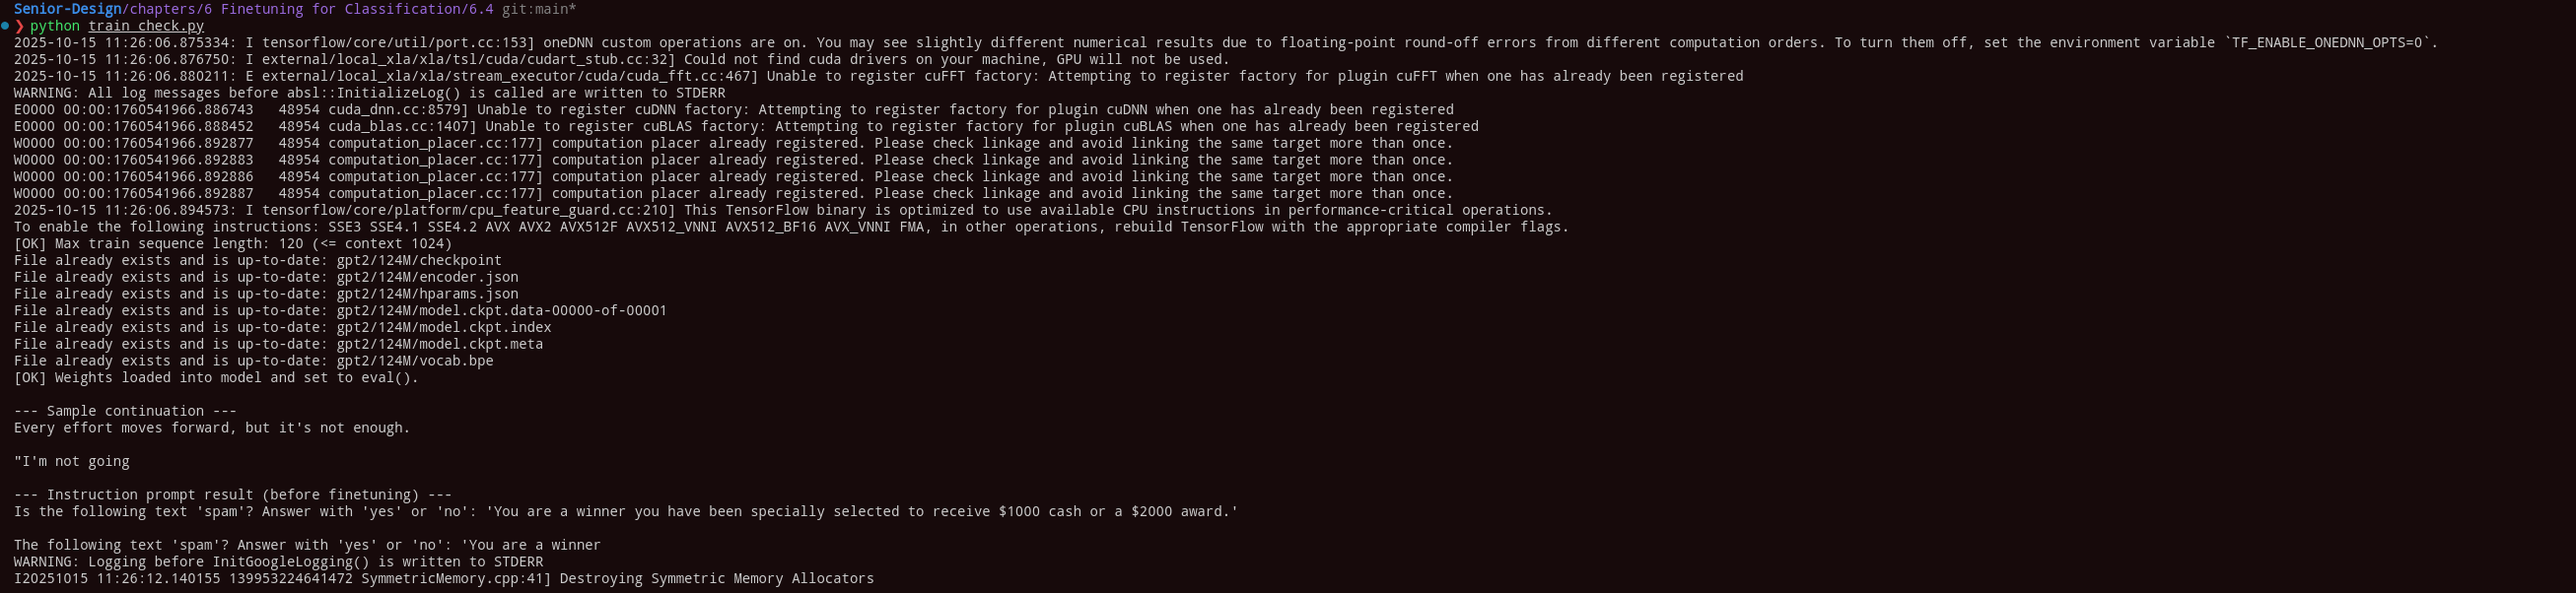 Senior-Design/chapters/6 Finetuning for Classification/6.4 git:main*
❯ python train_check.py
2025-10-15 11:26:06.875334: I tensorflow/core/util/port.cc:153] oneDNN custom operations are on. You may see slightly different numerical results due to floating-point round-off errors from different computation orders. To turn them off, set the environment variable `TF_ENABLE_ONEDNN_OPTS=0`.
2025-10-15 11:26:06.876750: I external/local_xla/xla/tsl/cuda/cudart_stub.cc:32] Could not find cuda drivers on your machine, GPU will not be used.
2025-10-15 11:26:06.880211: E external/local_xla/xla/stream_executor/cuda/cuda_fft.cc:467] Unable to register cuFFT factory: Attempting to register factory for plugin cuFFT when one has already been registered
WARNING: All log messages before absl::InitializeLog() is called are written to STDERR
E0000 00:00:1760541966.886743   48954 cuda_dnn.cc:8579] Unable to register cuDNN factory: Attempting to register factory for plugin cuDNN when one has already been registered
E0000 00:00:1760541966.888452   48954 cuda_blas.cc:1407] Unable to register cuBLAS factory: Attempting to register factory for plugin cuBLAS when one has already been registered
W0000 00:00:1760541966.892877   48954 computation_placer.cc:177] computation placer already registered. Please check linkage and avoid linking the same target more than once.
W0000 00:00:1760541966.892883   48954 computation_placer.cc:177] computation placer already registered. Please check linkage and avoid linking the same target more than once.
W0000 00:00:1760541966.892886   48954 computation_placer.cc:177] computation placer already registered. Please check linkage and avoid linking the same target more than once.
W0000 00:00:1760541966.892887   48954 computation_placer.cc:177] computation placer already registered. Please check linkage and avoid linking the same target more than once.
2025-10-15 11:26:06.894573: I tensorflow/core/platform/cpu_feature_guard.cc:210] This TensorFlow binary is optimized to use available CPU instructions in performance-critical operations.
To enable the following instructions: SSE3 SSE4.1 SSE4.2 AVX AVX2 AVX512F AVX512_VNNI AVX512_BF16 AVX_VNNI FMA, in other operations, rebuild TensorFlow with the appropriate compiler flags.
[OK] Max train sequence length: 120 (<= context 1024)
File already exists and is up-to-date: gpt2/124M/checkpoint
File already exists and is up-to-date: gpt2/124M/encoder.json
File already exists and is up-to-date: gpt2/124M/hparams.json
File already exists and is up-to-date: gpt2/124M/model.ckpt.data-00000-of-00001
File already exists and is up-to-date: gpt2/124M/model.ckpt.index
File already exists and is up-to-date: gpt2/124M/model.ckpt.meta
File already exists and is up-to-date: gpt2/124M/vocab.bpe
[OK] Weights loaded into model and set to eval().
--- Sample continuation ---
Every effort moves forward, but it's not enough.
"I'm not going
--- Instruction prompt result (before finetuning) ---
Is the following text 'spam'? Answer with 'yes' or 'no': 'You are a winner you have been specially selected to receive $1000 cash or a $2000 award.'
The following text 'spam'? Answer with 'yes' or 'no': 'You are a winner
WARNING: Logging before InitGoogleLogging() is written to STDERR
I20251015 11:26:12.140155 139953224641472 SymmetricMemory.cpp:41] Destroying Symmetric Memory Allocators